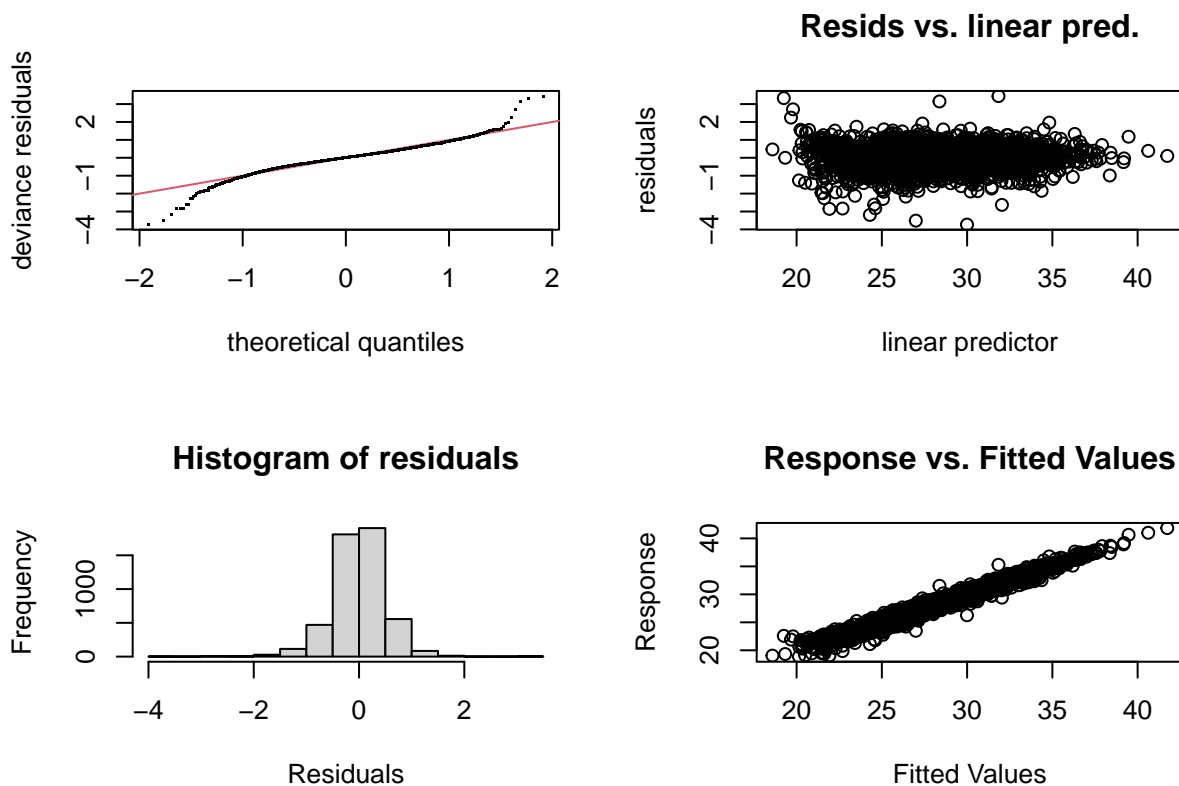 deviance residuals
2
−1
−4
−2
−1
0
1
2
theoretical quantiles
Resids vs. linear pred.
residuals
2
−1
−4
20
25
30
35
40
linear predictor
Histogram of residuals
Frequency
1000
0
−4
−2
0
2
Residuals
Response vs. Fitted Values
Response
40
30
20
20
25
30
35
40
Fitted Values